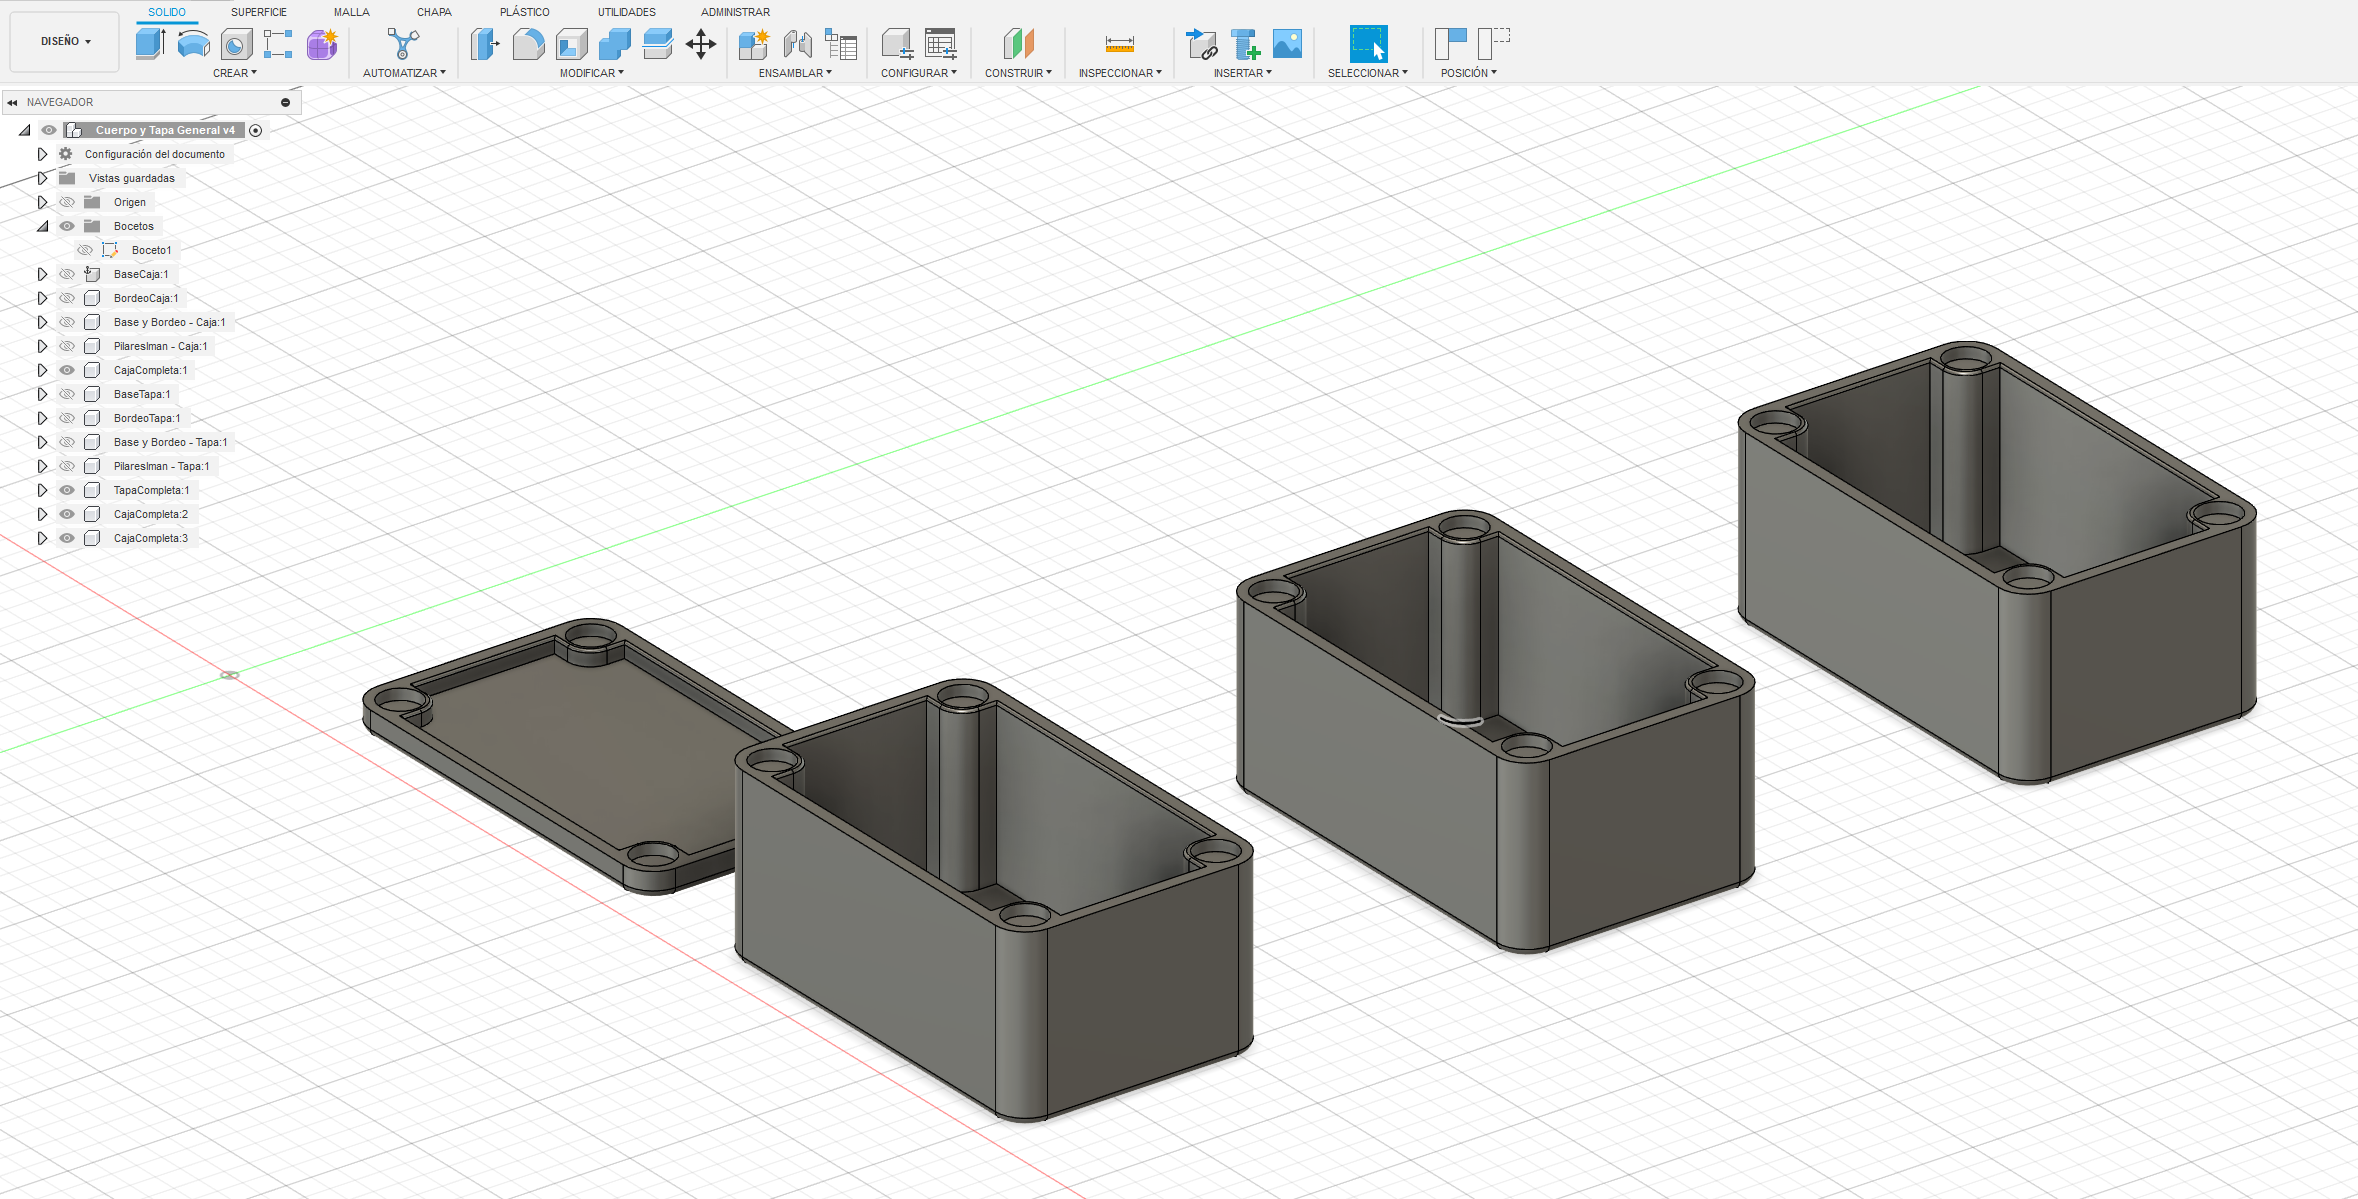 SOLIDO SUPERFICIE MALLA CHAPA PLÁSTICO UTILIDADES ADMINISTRAR
DISEÑO
CREAR AUTOMATIZAR MODIFICAR ENSAMBLAR CONFIGURAR CONSTRUIR INSPECCIONAR INSERTAR SELECCIONAR POSICIÓN
NAVEGADOR
Cuerpo y Tapa General v4
Configuración del documento
Vistas guardadas
Origen
Bocetos
Boceto1
BaseCaja:1
BordeoCaja:1
Base y Bordeo - Caja:1
PilaresIman - Caja:1
CajaCompleta:1
BaseTapa:1
BordeoTapa:1
Base y Bordeo - Tapa:1
PilaresIman - Tapa:1
TapaCompleta:1
CajaCompleta:2
CajaCompleta:3